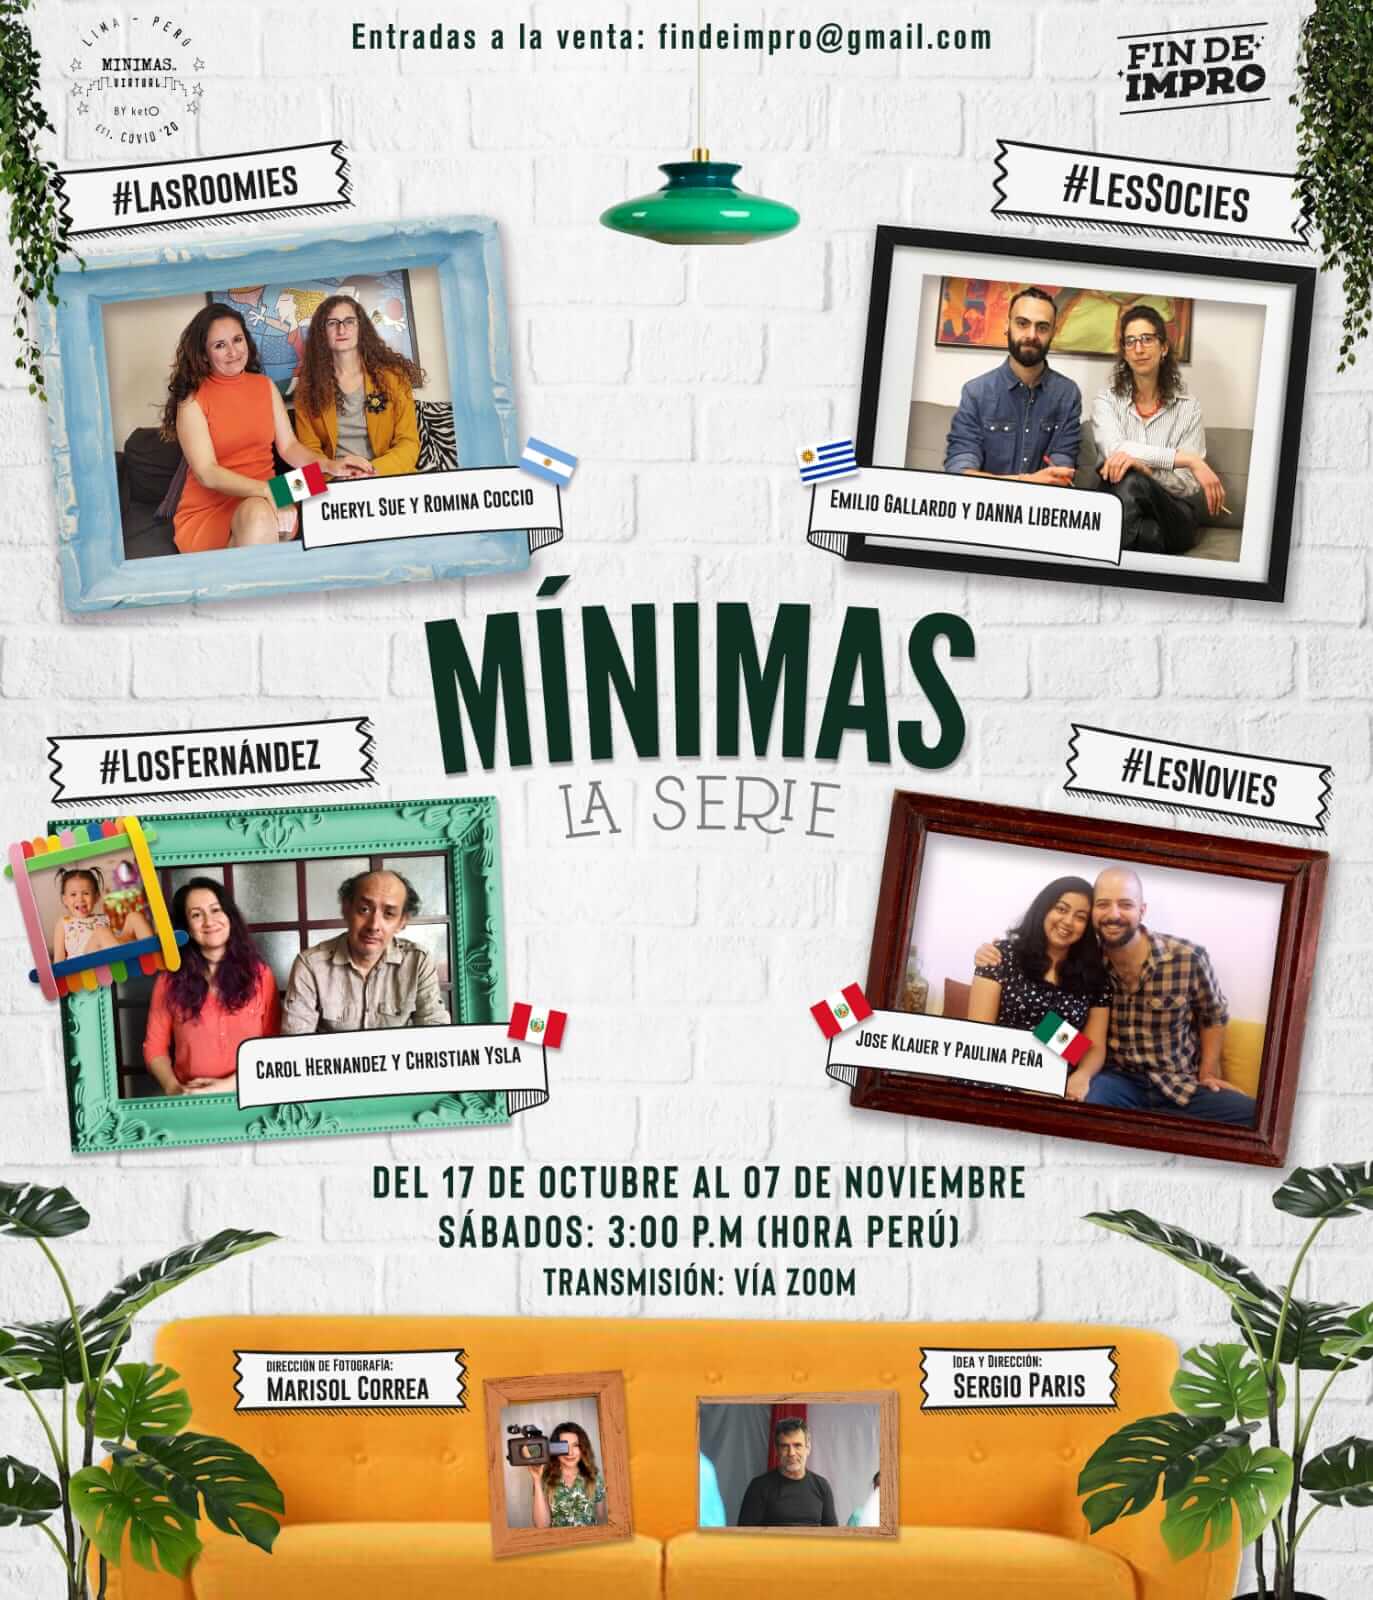 Entradas a la venta: findeimpro@gmail.com
LIMA - PERÚ
MINIMAS
VIRTUAL
BY ketO
EST. COVID '20
FIN DE
IMPRO
#LASROOMIES
#LESSOCIES
CHERYL SUE Y ROMINA COCCIO
EMILIO GALLARDO Y DANNA LIBERMAN
MÍNIMAS
LA SERIE
#LOSFERNÁNDEZ
#LESNOVIES
CAROL HERNANDEZ Y CHRISTIAN YSLA
JOSE KLAUER Y PAULINA PEÑA
DEL 17 DE OCTUBRE AL 07 DE NOVIEMBRE
SÁBADOS: 3:00 P.M (HORA PERÚ)
TRANSMISIÓN: VÍA ZOOM
DIRECCIÓN DE FOTOGRAFÍA:
MARISOL CORREA
IDEA Y DIRECCIÓN:
SERGIO PARIS